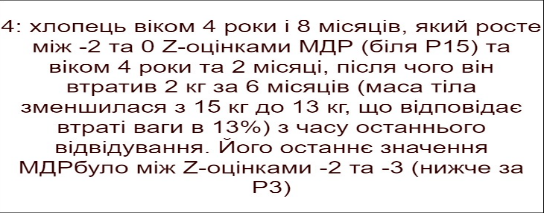 4: хлопець віком 4 роки і 8 місяців, який росте
між -2 та 0 Z-оцінками МДР (біля P15) та
віком 4 роки та 2 місяці, після чого він
втратив 2 кг за 6 місяців (маса тіла
зменшилася з 15 кг до 13 кг, що відповідає
втраті ваги в 13%) з часу останнього
відвідування. Його останнє значення
МДРбуло між Z-оцінками -2 та -3 (нижче за
P3)